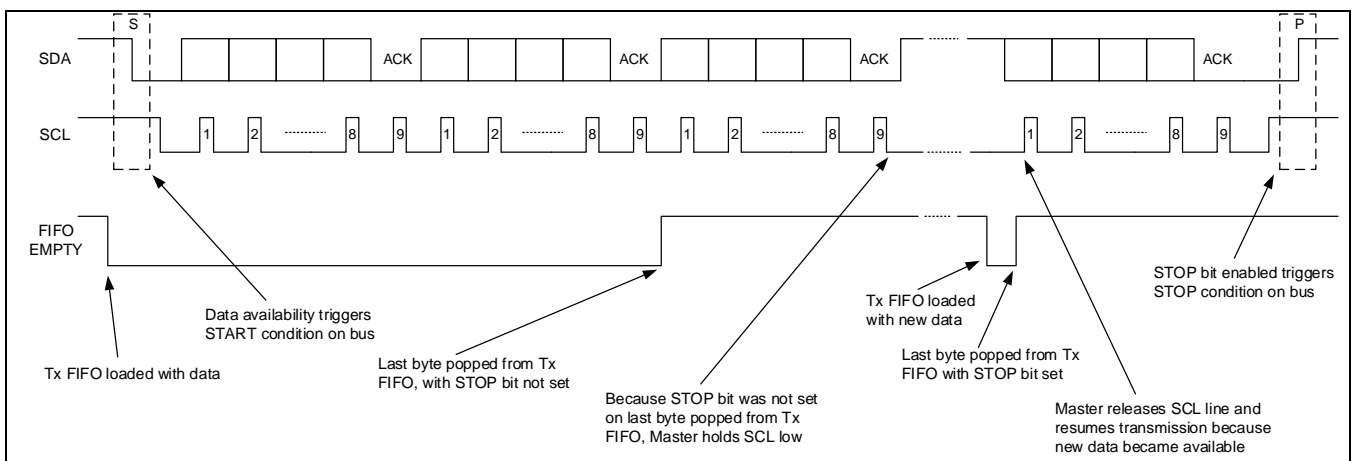 S
P
SDA
ACK
ACK
ACK
ACK
SCL
1
2
8
9
1
2
8
9
1
2
8
9
1
2
8
9
FIFO
EMPTY
Tx FIFO loaded with data
Data availability triggers
START condition on bus
Last byte popped from Tx
FIFO, with STOP bit not set
Because STOP bit was not set
on last byte popped from Tx
FIFO, Master holds SCL low
Tx FIFO loaded
with new data
Last byte popped from Tx
FIFO with STOP bit set
Master releases SCL line and
resumes transmission because
new data became available
STOP bit enabled triggers
STOP condition on bus